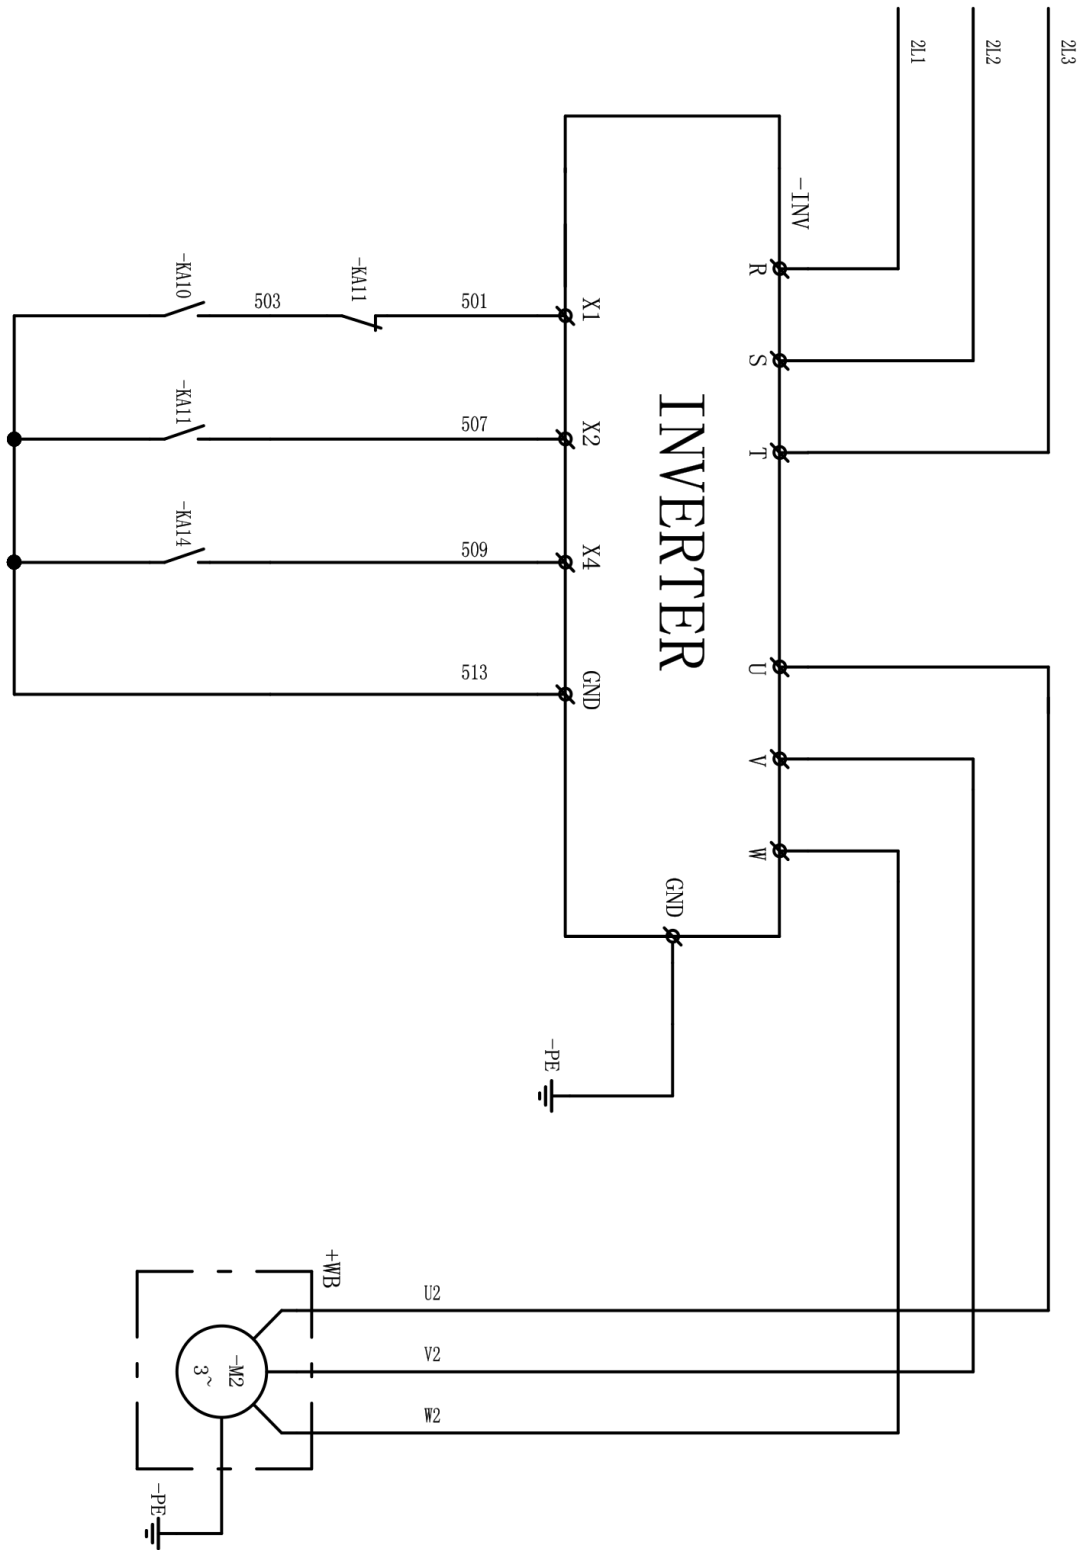 2L1
2L2
2L3
-INV
R
S
T
U
V
W
INVERTER
X1
X2
X4
GND
GND
-KA10
503
-KA11
501
-KA11
507
-KA14
509
513
-PE
+WB
U2
V2
W2
-M2
3~
-PE